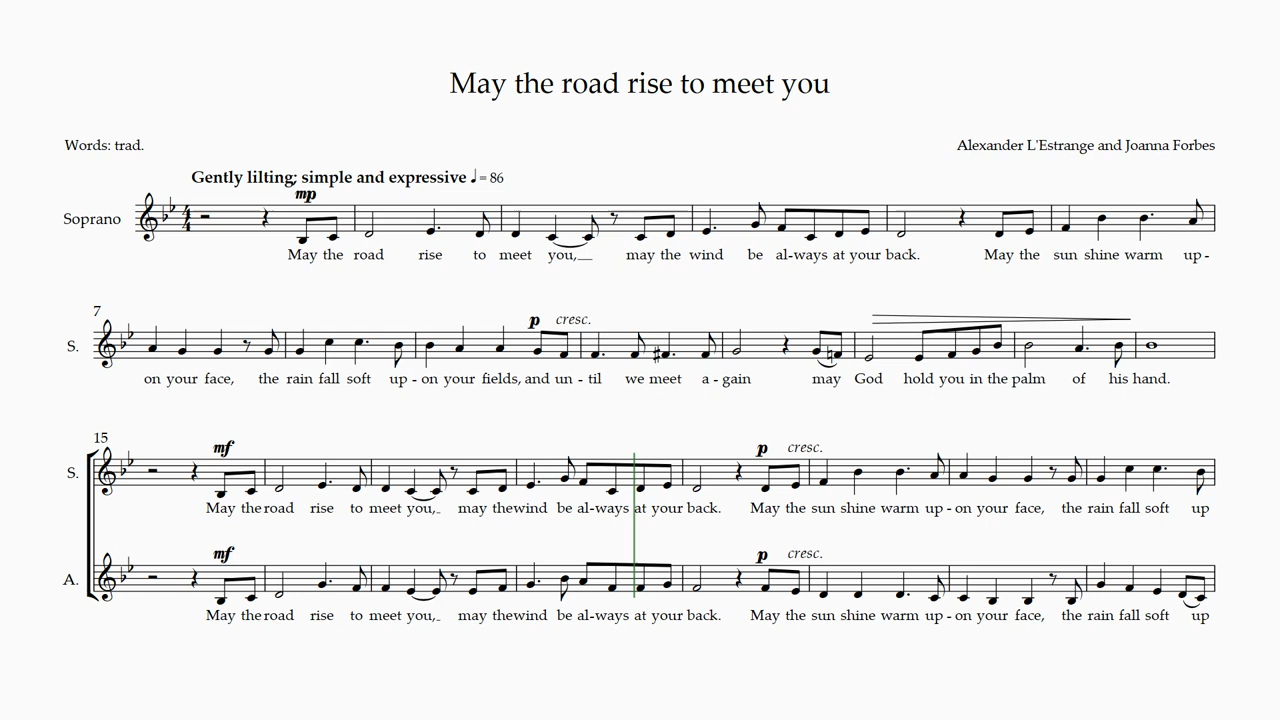 May the road rise to meet you
Words: trad.
Alexander L'Estrange and Joanna Forbes
Gently lilting; simple and expressive ♩= 86
mp
Soprano
May the road rise to meet you, may the wind be al-ways at your back. May the sun shine warm up-
7
p cresc.
S.
on your face, the rain fall soft up-on your fields, and un-til we meet a-gain may God hold you in the palm of his hand.
15
mf p cresc.
S.
May the road rise to meet you, may the wind be al-ways at your back. May the sun shine warm up-on your face, the rain fall soft up
mf p cresc.
A.
May the road rise to meet you, may the wind be al-ways at your back. May the sun shine warm up-on your face, the rain fall soft up